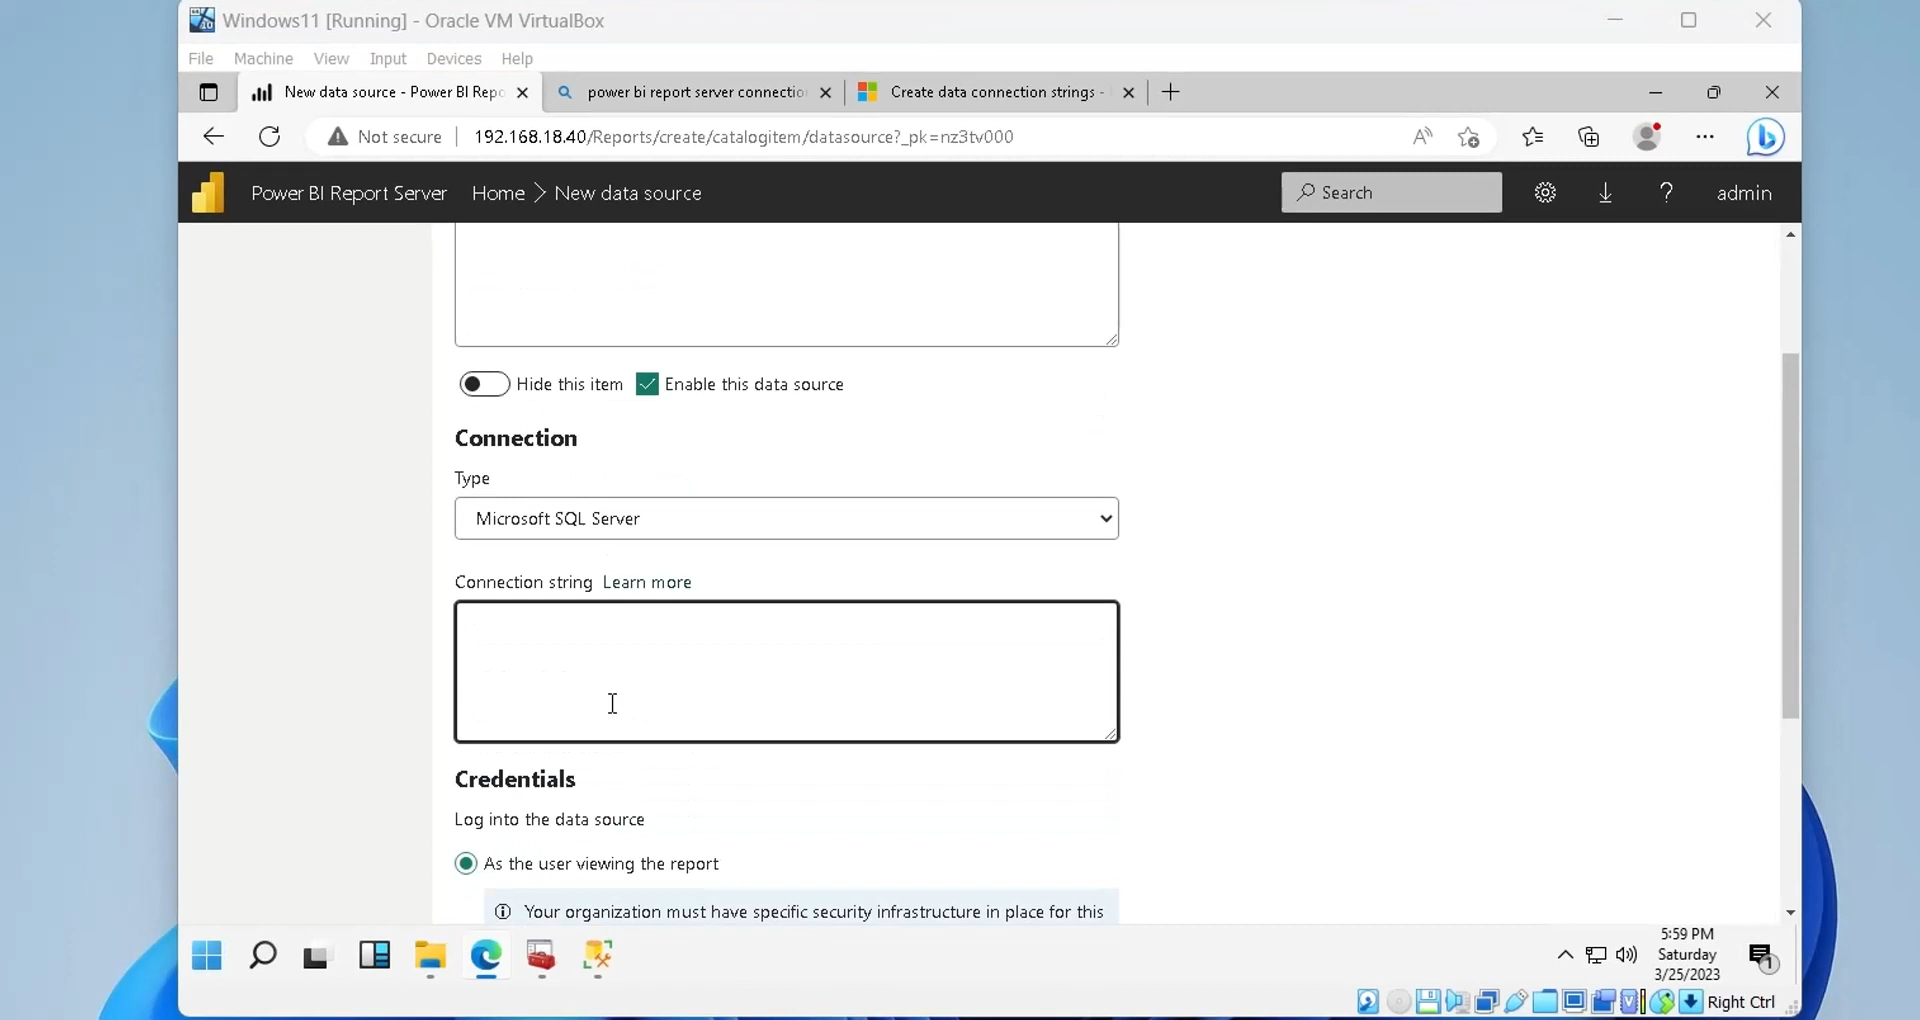 Windows11 [Running] - Oracle VM VirtualBox
File Machine View Input Devices Help
New data source - Power BI Repo
power bi report server connectio
Create data connection strings -
Not secure 192.168.18.40/Reports/create/catalogitem/datasource?_pk=nz3tv000
Power BI Report Server Home > New data source Search ? admin
Hide this item Enable this data source
Connection
Type
Microsoft SQL Server
Connection string Learn more
Credentials
Log into the data source
As the user viewing the report
Your organization must have specific security infrastructure in place for this
5:59 PM
Saturday
3/25/2023
1
Right Ctrl